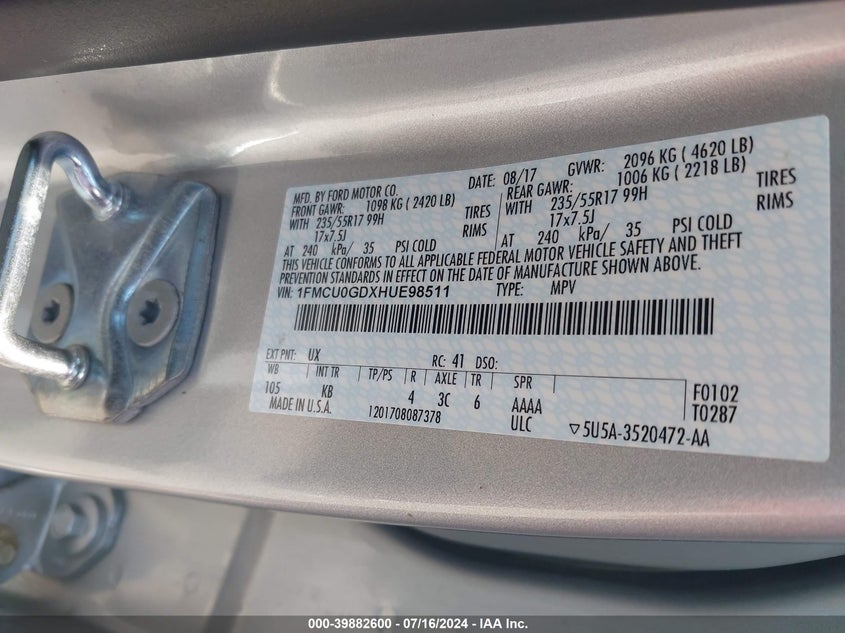 MFD. BY FORD MOTOR CO. DATE: 08/17 GVWR: 2096 KG ( 4620 LB)
FRONT GAWR: 1098 KG ( 2420 LB) REAR GAWR: 1006 KG ( 2218 LB)
WITH 235/55R17 99H TIRES WITH 235/55R17 99H TIRES
17x7.5J RIMS 17x7.5J RIMS
AT 240 kPa/ 35 PSI COLD AT 240 kPa/ 35 PSI COLD
THIS VEHICLE CONFORMS TO ALL APPLICABLE FEDERAL MOTOR VEHICLE SAFETY AND THEFT
PREVENTION STANDARDS IN EFFECT ON THE DATE OF MANUFACTURE SHOWN ABOVE.
VIN: 1FMCU0GDXHUE98511 TYPE: MPV
EXT PNT: UX RC: 41 DSO:
WB INT TR TP/PS R AXLE TR SPR
105 KB 4 3C 6 AAAA F0102
MADE IN U.S.A. 1201708087378 ULC T0287
▽5U5A-3520472-AA
000-39882600 - 07/16/2024 - IAA Inc.